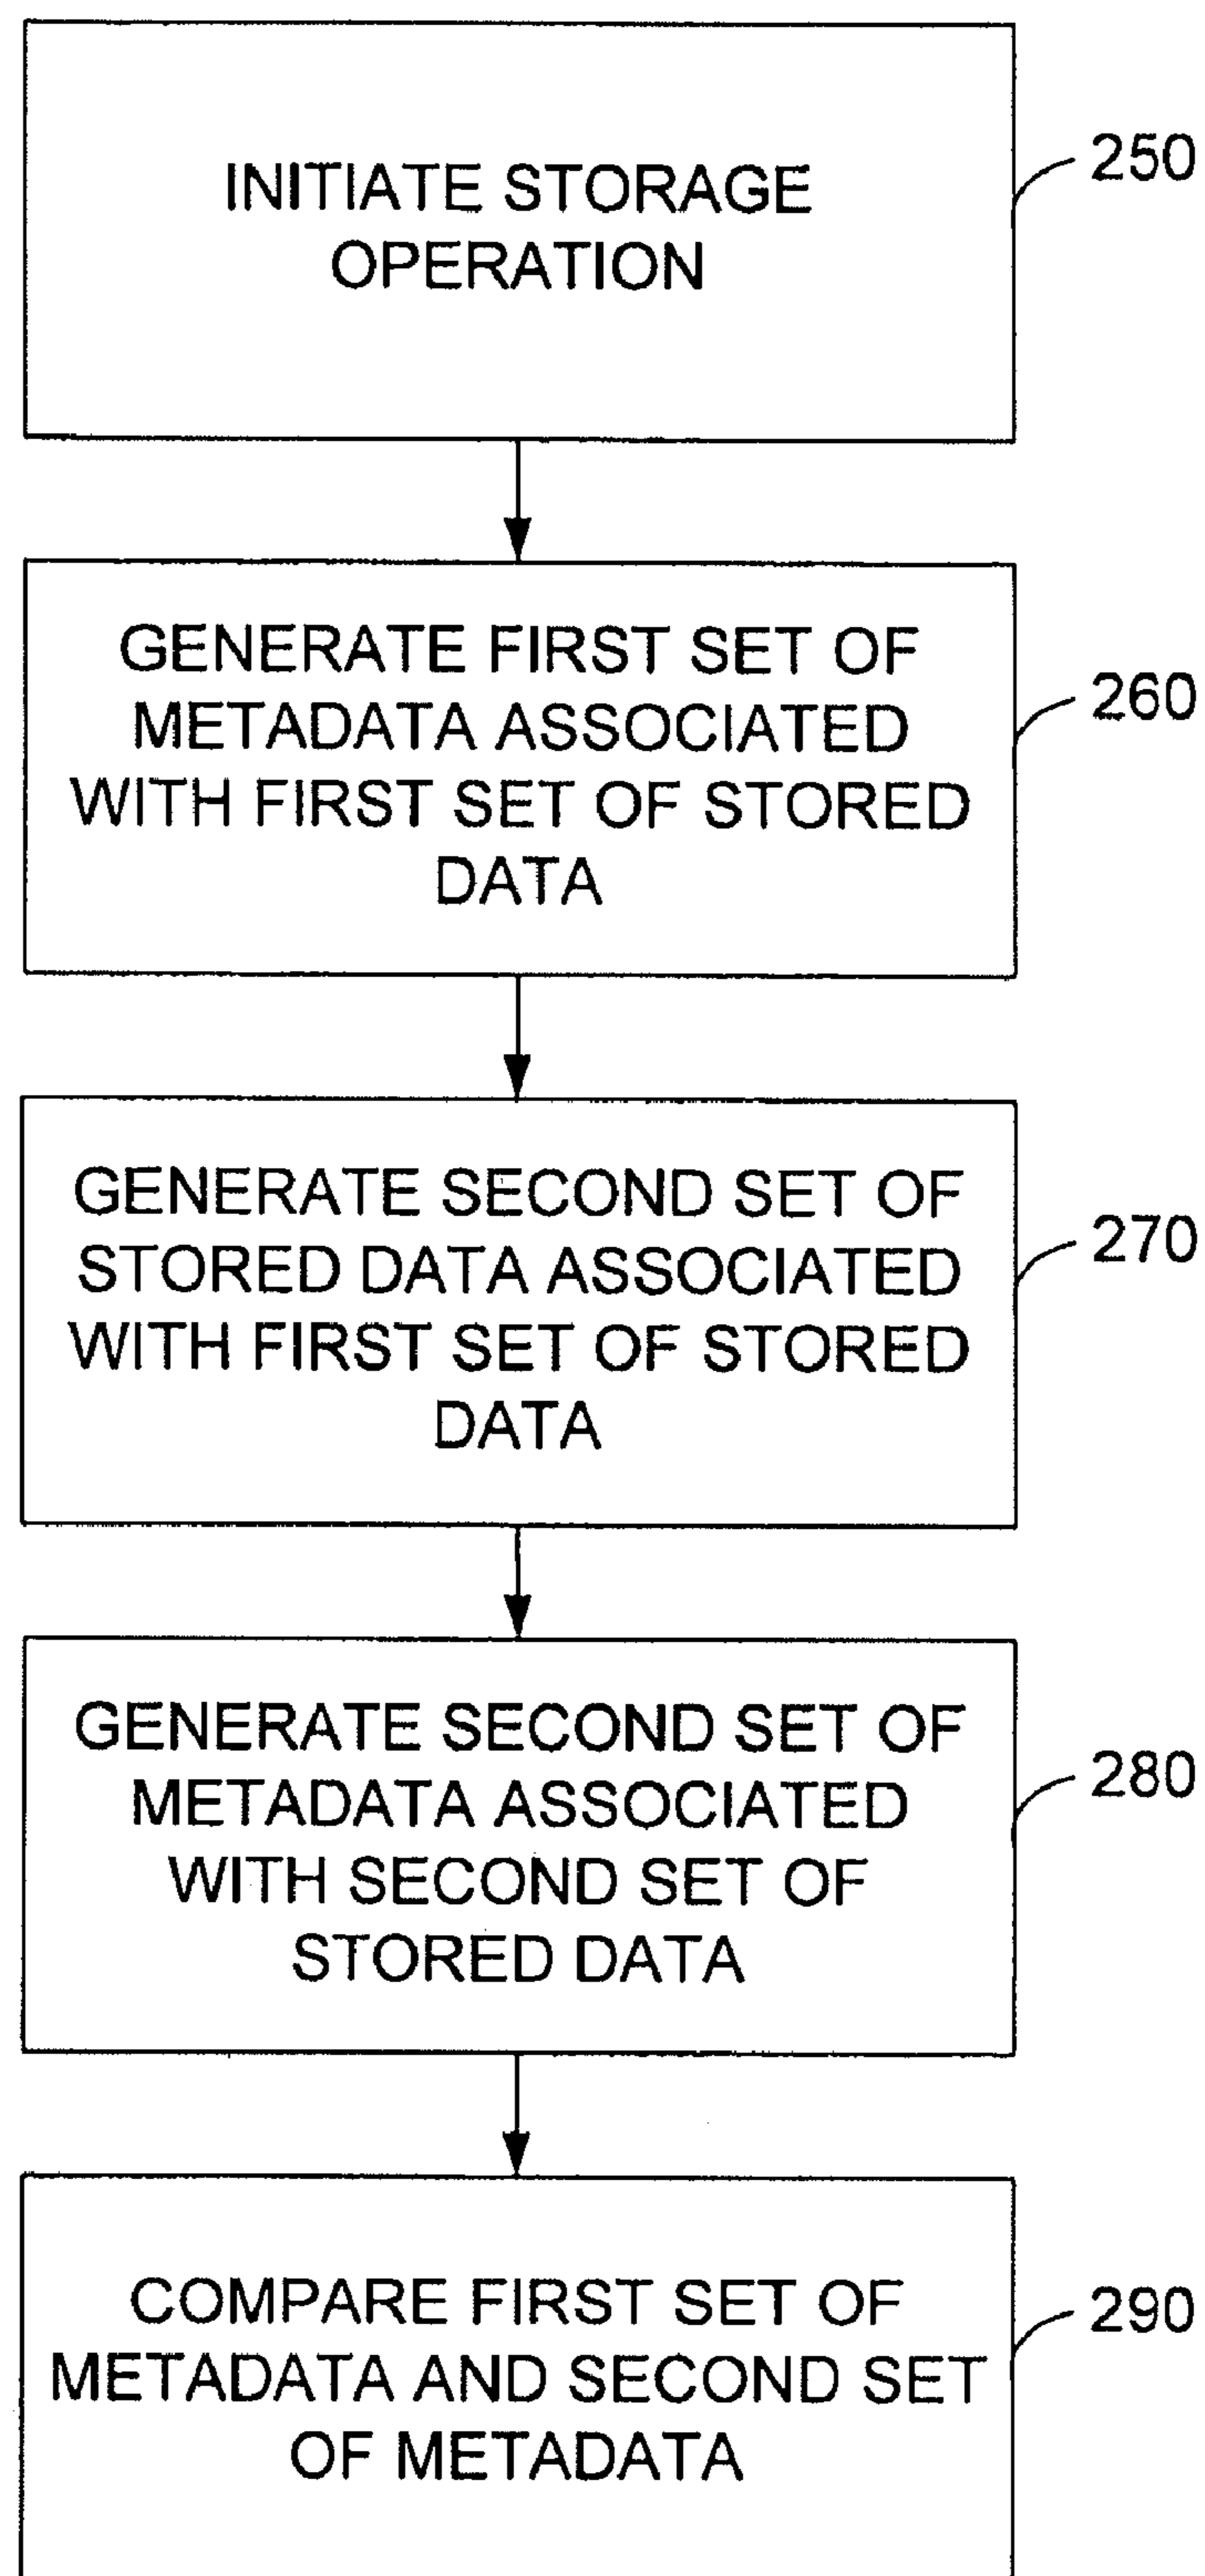 INITIATE STORAGE
OPERATION
250
GENERATE FIRST SET OF
METADATA ASSOCIATED
WITH FIRST SET OF STORED
DATA
260
GENERATE SECOND SET OF
STORED DATA ASSOCIATED
WITH FIRST SET OF STORED
DATA
270
GENERATE SECOND SET OF
METADATA ASSOCIATED
WITH SECOND SET OF
STORED DATA
280
COMPARE FIRST SET OF
METADATA AND SECOND SET
OF METADATA
290